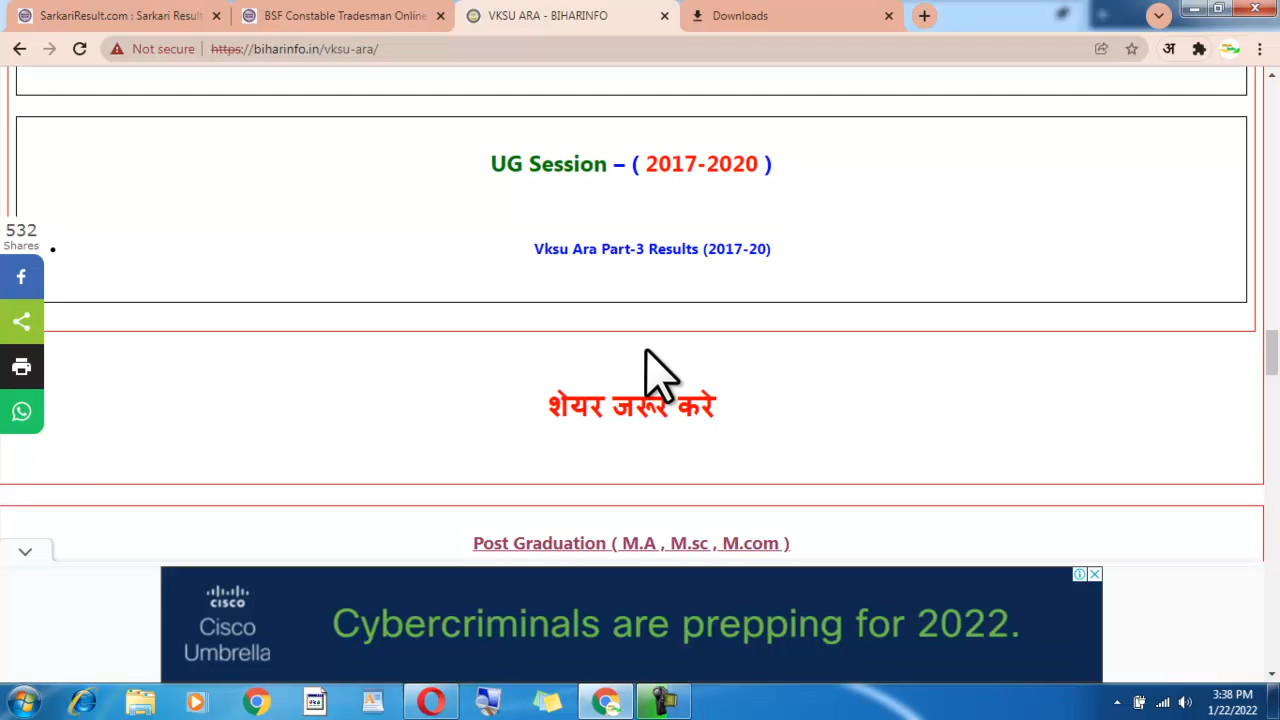 SarkariResult.com : Sarkari Result
BSF Constable Tradesman Online
VKSU ARA - BIHARINFO
Downloads
Not secure
https://biharinfo.in/vksu-ara/
अ
UG Session – ( 2017-2020 )
532
Shares
Vksu Ara Part-3 Results (2017-20)
शेयर जरूर करे
Post Graduation ( M.A , M.sc , M.com )
CISCO
Cisco
Umbrella
Cybercriminals are prepping for 2022.
3:38 PM
1/22/2022